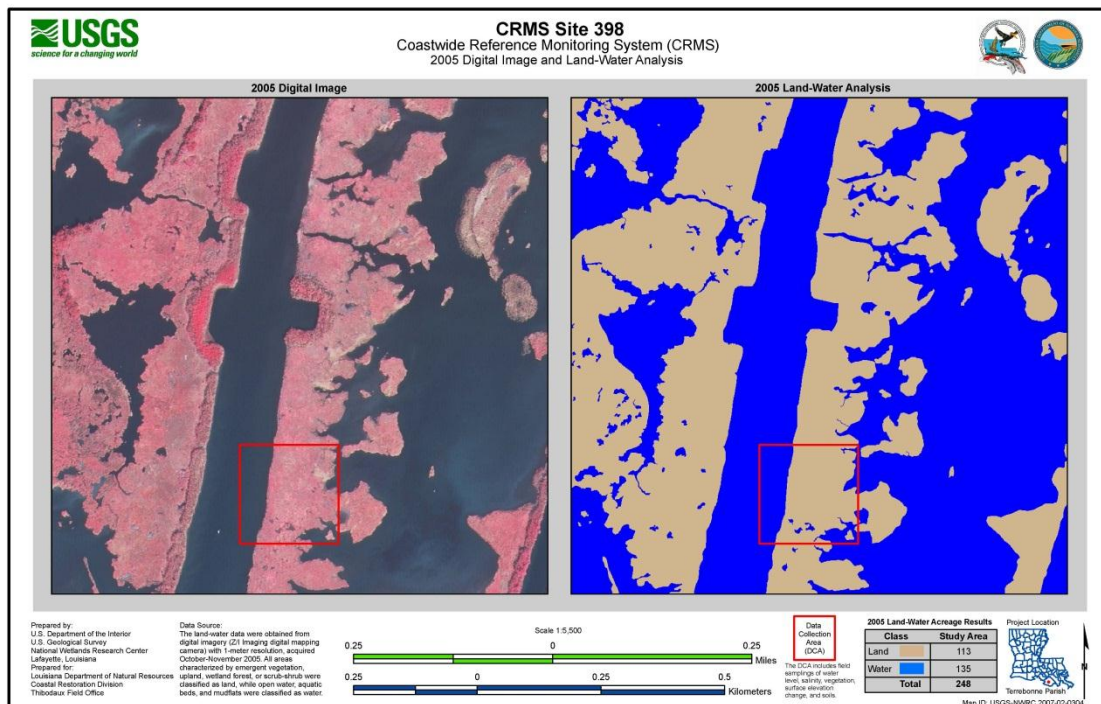 USGS
science for a changing world
CRMS Site 398
Coastwide Reference Monitoring System (CRMS)
2005 Digital Image and Land-Water Analysis
2005 Digital Image
2005 Land-Water Analysis
Prepared by:
U.S. Department of the Interior
U.S. Geological Survey
National Wetlands Research Center
Lafayette, Louisiana
Prepared for:
Louisiana Department of Natural Resources
Coastal Restoration Division
Thibodaux Field Office
Data Source:
The land-water data were obtained from
digital imagery (Z/I Imaging digital mapping
camera) with 1-meter resolution, acquired
October-November 2005. All areas
characterized by emergent vegetation,
upland, wetland forest, or scrub-shrub were
classified as land, while open water, aquatic
beds, and mudflats were classified as water.
Scale 1:5,500
0.25 0 0.25
Miles
0.25 0 0.25 0.5
Kilometers
Data
Collection
Area
(DCA)
The DCA includes field
samplings of water
level, salinity, vegetation,
surface elevation
change, and soils.
2005 Land-Water Acreage Results
Class Study Area
Land 113
Water 135
Total 248
Project Location
N
Terrebonne Parish
Map ID: USGS-NWRC 2007-02-0304